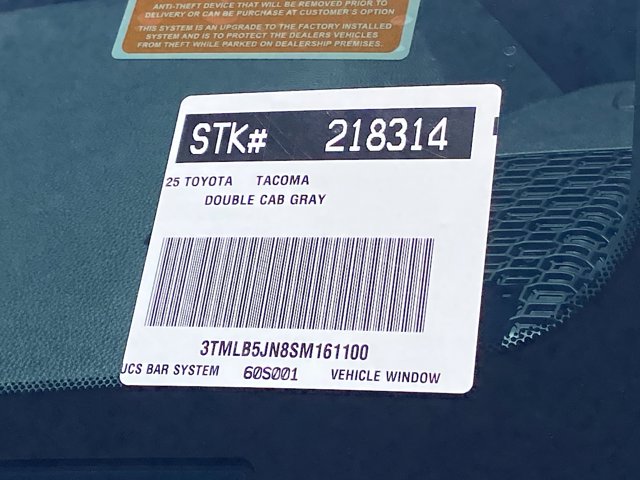 ANTI-THEFT DEVICE THAT WILL BE REMOVED PRIOR TO
DELIVERY OR CAN BE PURCHASE AT CUSTOMER'S OPTION
THIS SYSTEM IS AN UPGRADE TO THE FACTORY INSTALLED
SYSTEM AND IS TO PROTECT THE DEALERS VEHICLES
FROM THEFT WHILE PARKED ON DEALERSHIP PREMISES.
STK# 218314
25 TOYOTA TACOMA
DOUBLE CAB GRAY
3TMLB5JN8SM161100
UCS BAR SYSTEM 60S001 VEHICLE WINDOW